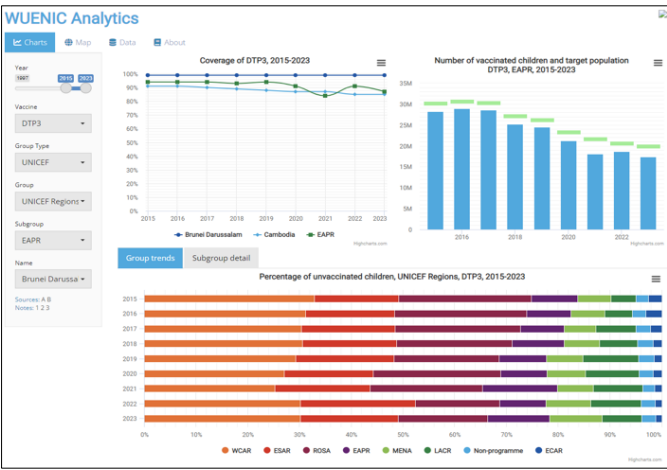 WUENIC Analytics
Charts
Map
Data
About
Year
1997
2015
2023
Vaccine
DTP3
Group Type
UNICEF
Group
UNICEF Regions
Subgroup
EAPR
Name
Brunei Darussa
Sources: A B
Notes: 1 2 3
Coverage of DTP3, 2015-2023
100%
90%
80%
70%
60%
50%
40%
30%
20%
10%
0%
2015 2016 2017 2018 2019 2020 2021 2022 2023
Brunei Darussalam Cambodia EAPR
Highcharts.com
Number of vaccinated children and target population
DTP3, EAPR, 2015-2023
35M
30M
25M
20M
15M
10M
5M
0
2016 2018 2020 2022
Highcharts.com
Group trends
Subgroup detail
Percentage of unvaccinated children, UNICEF Regions, DTP3, 2015-2023
2015
2016
2017
2018
2019
2020
2021
2022
2023
0% 10% 20% 30% 40% 50% 60% 70% 80% 90% 100%
WCAR ESAR ROSA EAPR MENA LACR Non-programme ECAR
Highcharts.com